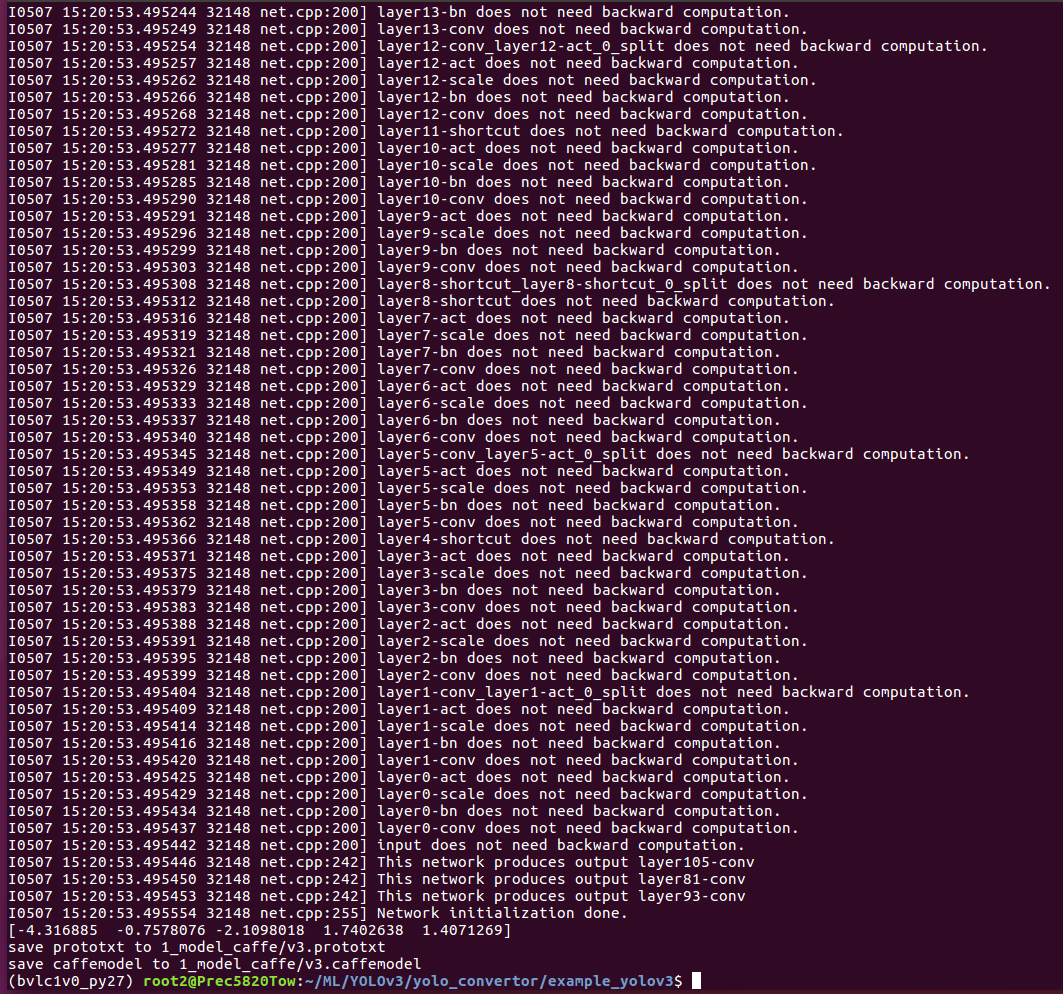 I0507 15:20:53.495244 32148 net.cpp:200] layer13-bn does not need backward computation.
I0507 15:20:53.495249 32148 net.cpp:200] layer13-conv does not need backward computation.
I0507 15:20:53.495254 32148 net.cpp:200] layer12-conv_layer12-act_0_split does not need backward computation.
I0507 15:20:53.495257 32148 net.cpp:200] layer12-act does not need backward computation.
I0507 15:20:53.495262 32148 net.cpp:200] layer12-scale does not need backward computation.
I0507 15:20:53.495266 32148 net.cpp:200] layer12-bn does not need backward computation.
I0507 15:20:53.495268 32148 net.cpp:200] layer12-conv does not need backward computation.
I0507 15:20:53.495272 32148 net.cpp:200] layer11-shortcut does not need backward computation.
I0507 15:20:53.495277 32148 net.cpp:200] layer10-act does not need backward computation.
I0507 15:20:53.495281 32148 net.cpp:200] layer10-scale does not need backward computation.
I0507 15:20:53.495285 32148 net.cpp:200] layer10-bn does not need backward computation.
I0507 15:20:53.495290 32148 net.cpp:200] layer10-conv does not need backward computation.
I0507 15:20:53.495291 32148 net.cpp:200] layer9-act does not need backward computation.
I0507 15:20:53.495296 32148 net.cpp:200] layer9-scale does not need backward computation.
I0507 15:20:53.495299 32148 net.cpp:200] layer9-bn does not need backward computation.
I0507 15:20:53.495303 32148 net.cpp:200] layer9-conv does not need backward computation.
I0507 15:20:53.495308 32148 net.cpp:200] layer8-shortcut_layer8-shortcut_0_split does not need backward computation.
I0507 15:20:53.495312 32148 net.cpp:200] layer8-shortcut does not need backward computation.
I0507 15:20:53.495316 32148 net.cpp:200] layer7-act does not need backward computation.
I0507 15:20:53.495319 32148 net.cpp:200] layer7-scale does not need backward computation.
I0507 15:20:53.495321 32148 net.cpp:200] layer7-bn does not need backward computation.
I0507 15:20:53.495326 32148 net.cpp:200] layer7-conv does not need backward computation.
I0507 15:20:53.495329 32148 net.cpp:200] layer6-act does not need backward computation.
I0507 15:20:53.495333 32148 net.cpp:200] layer6-scale does not need backward computation.
I0507 15:20:53.495337 32148 net.cpp:200] layer6-bn does not need backward computation.
I0507 15:20:53.495340 32148 net.cpp:200] layer6-conv does not need backward computation.
I0507 15:20:53.495345 32148 net.cpp:200] layer5-conv_layer5-act_0_split does not need backward computation.
I0507 15:20:53.495349 32148 net.cpp:200] layer5-act does not need backward computation.
I0507 15:20:53.495353 32148 net.cpp:200] layer5-scale does not need backward computation.
I0507 15:20:53.495358 32148 net.cpp:200] layer5-bn does not need backward computation.
I0507 15:20:53.495362 32148 net.cpp:200] layer5-conv does not need backward computation.
I0507 15:20:53.495366 32148 net.cpp:200] layer4-shortcut does not need backward computation.
I0507 15:20:53.495371 32148 net.cpp:200] layer3-act does not need backward computation.
I0507 15:20:53.495375 32148 net.cpp:200] layer3-scale does not need backward computation.
I0507 15:20:53.495379 32148 net.cpp:200] layer3-bn does not need backward computation.
I0507 15:20:53.495383 32148 net.cpp:200] layer3-conv does not need backward computation.
I0507 15:20:53.495388 32148 net.cpp:200] layer2-act does not need backward computation.
I0507 15:20:53.495391 32148 net.cpp:200] layer2-scale does not need backward computation.
I0507 15:20:53.495395 32148 net.cpp:200] layer2-bn does not need backward computation.
I0507 15:20:53.495399 32148 net.cpp:200] layer2-conv does not need backward computation.
I0507 15:20:53.495404 32148 net.cpp:200] layer1-conv_layer1-act_0_split does not need backward computation.
I0507 15:20:53.495409 32148 net.cpp:200] layer1-act does not need backward computation.
I0507 15:20:53.495414 32148 net.cpp:200] layer1-scale does not need backward computation.
I0507 15:20:53.495416 32148 net.cpp:200] layer1-bn does not need backward computation.
I0507 15:20:53.495420 32148 net.cpp:200] layer1-conv does not need backward computation.
I0507 15:20:53.495425 32148 net.cpp:200] layer0-act does not need backward computation.
I0507 15:20:53.495429 32148 net.cpp:200] layer0-scale does not need backward computation.
I0507 15:20:53.495434 32148 net.cpp:200] layer0-bn does not need backward computation.
I0507 15:20:53.495437 32148 net.cpp:200] layer0-conv does not need backward computation.
I0507 15:20:53.495442 32148 net.cpp:200] input does not need backward computation.
I0507 15:20:53.495446 32148 net.cpp:242] This network produces output layer105-conv
I0507 15:20:53.495450 32148 net.cpp:242] This network produces output layer81-conv
I0507 15:20:53.495453 32148 net.cpp:242] This network produces output layer93-conv
I0507 15:20:53.495554 32148 net.cpp:255] Network initialization done.
[-4.316885  -0.7578076 -2.1098018  1.7402638  1.4071269]
save prototxt to 1_model_caffe/v3.prototxt
save caffemodel to 1_model_caffe/v3.caffemodel
(bvlc1v0_py27) root2@Prec5820Tow:~/ML/YOLOv3/yolo_convertor/example_yolov3$